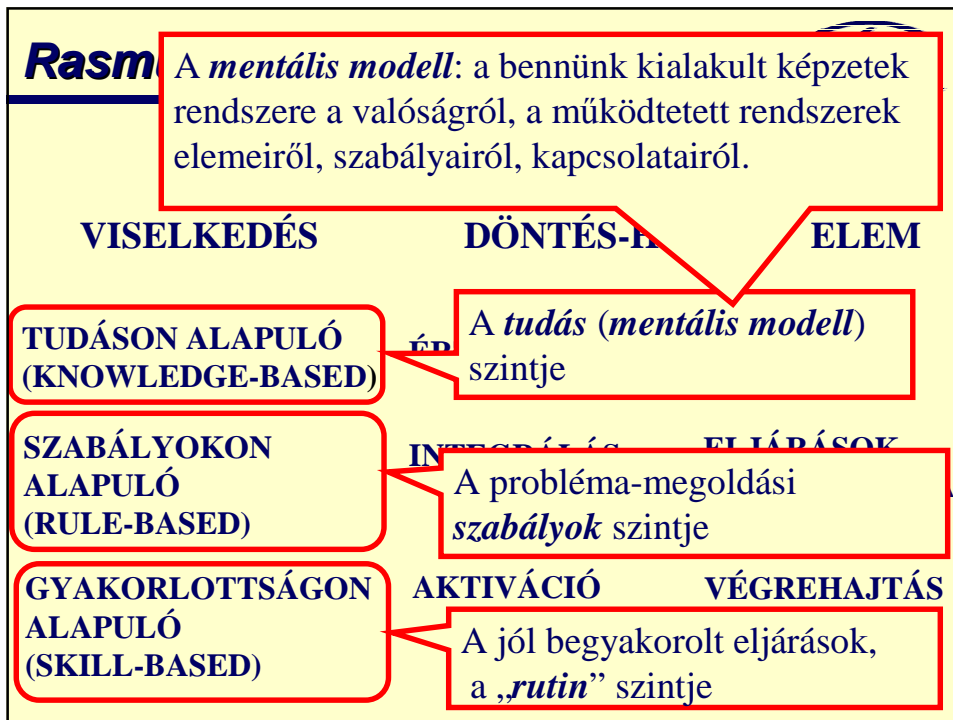 Rasm
A mentális modell: a bennünk kialakult képzetek
rendszere a valóságról, a működtetett rendszerek
elemeiről, szabályairól, kapcsolatairól.
VISELKEDÉS DÖNTÉS-H ELEM
TUDÁSON ALAPULÓ
(KNOWLEDGE-BASED)
A tudás (mentális modell)
szintje
SZABÁLYOKON
ALAPULÓ
(RULE-BASED)
INTEGRÁLÁS ELJÁRÁSOK
A probléma-megoldási
szabályok szintje
GYAKORLOTTSÁGON
ALAPULÓ
(SKILL-BASED)
AKTIVÁCIÓ VÉGREHAJTÁS
A jól begyakorolt eljárások,
a „rutin” szintje